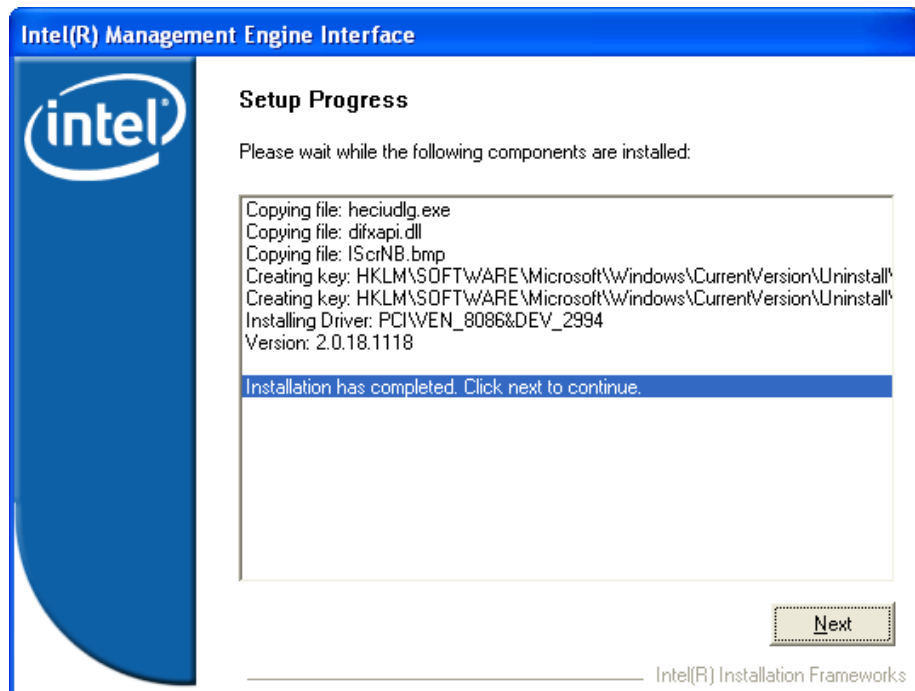 Intel(R) Management Engine Interface
intel
Setup Progress
Please wait while the following components are installed:
Copying file: heciudlg.exe
Copying file: difxapi.dll
Copying file: IScrNB.bmp
Creating key: HKLM\SOFTWARE\Microsoft\Windows\CurrentVersion\Uninstall\
Creating key: HKLM\SOFTWARE\Microsoft\Windows\CurrentVersion\Uninstall\
Installing Driver: PCI\VEN_8086&DEV_2994
Version: 2.0.18.1118
Installation has completed. Click next to continue.
Next
Intel(R) Installation Frameworks